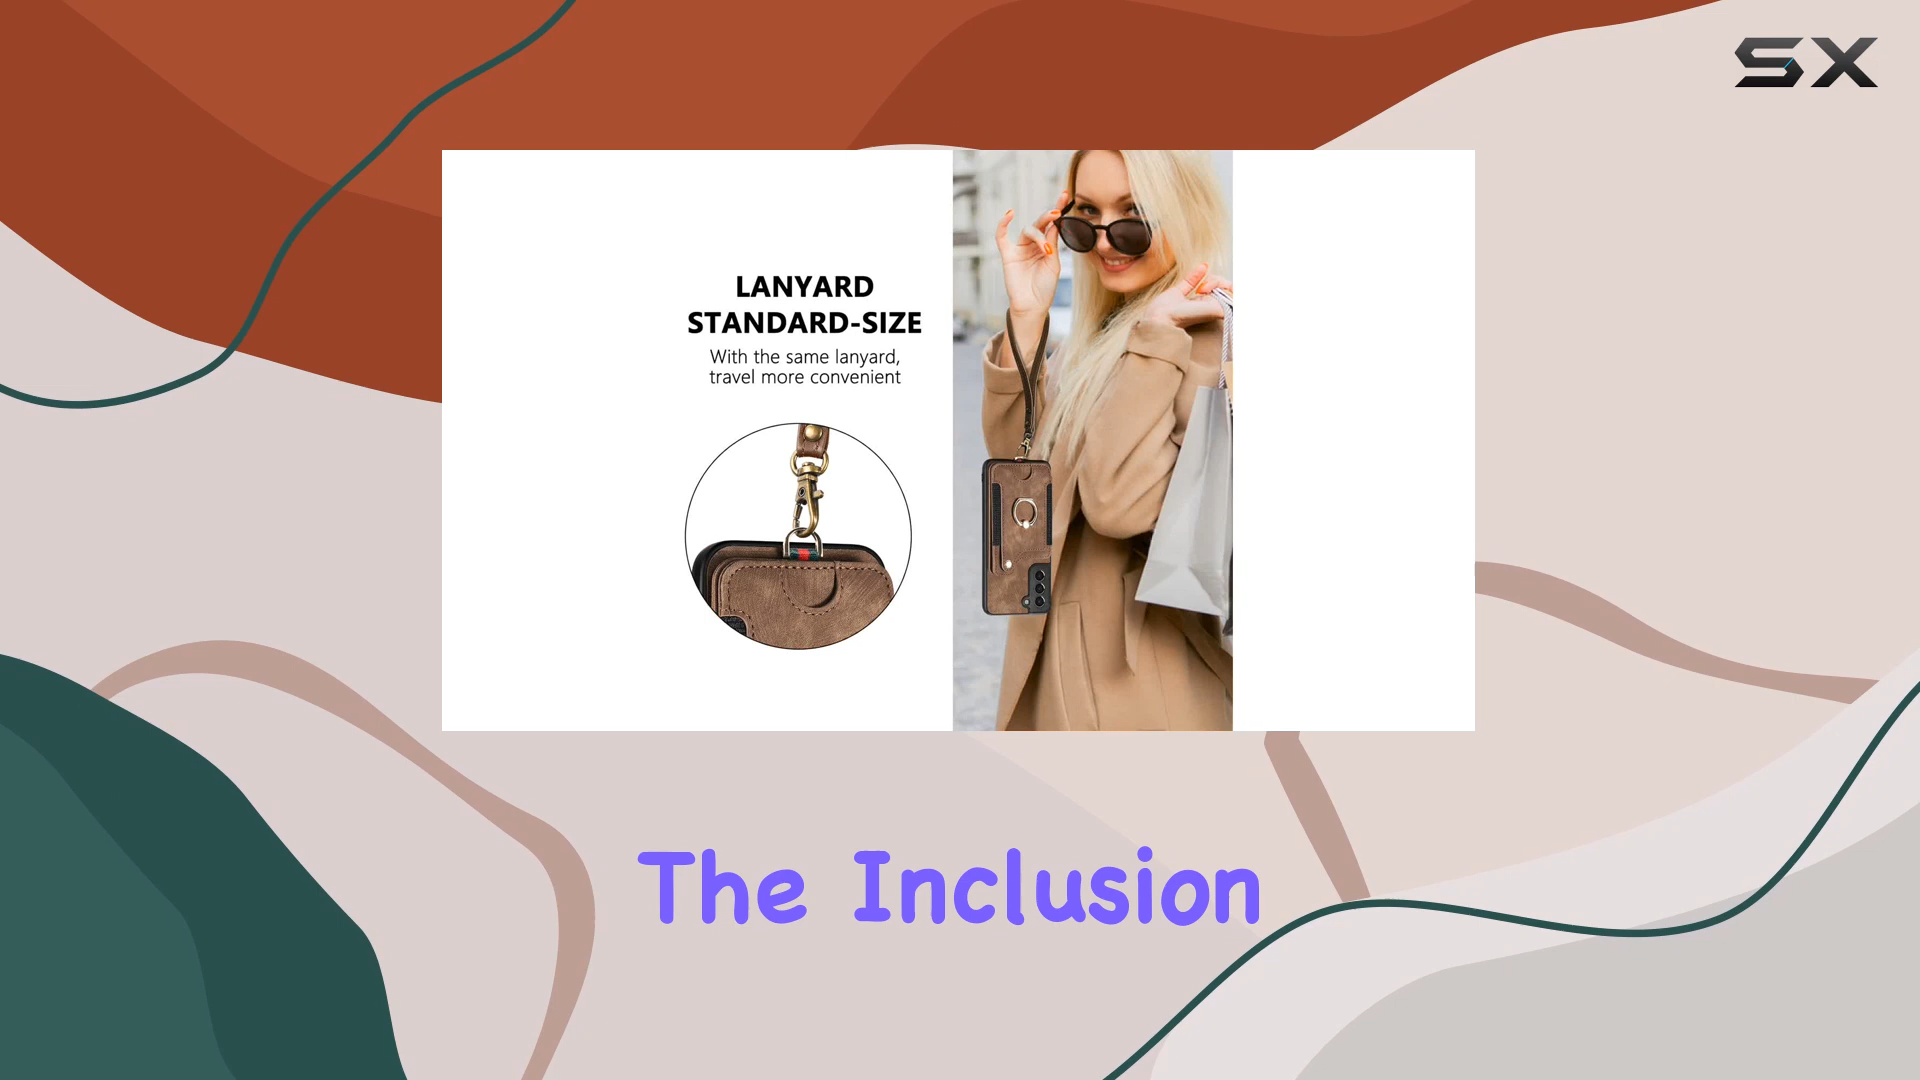 SX
LANYARD
STANDARD-SIZE
With the same lanyard,
travel more convenient
The Inclusion